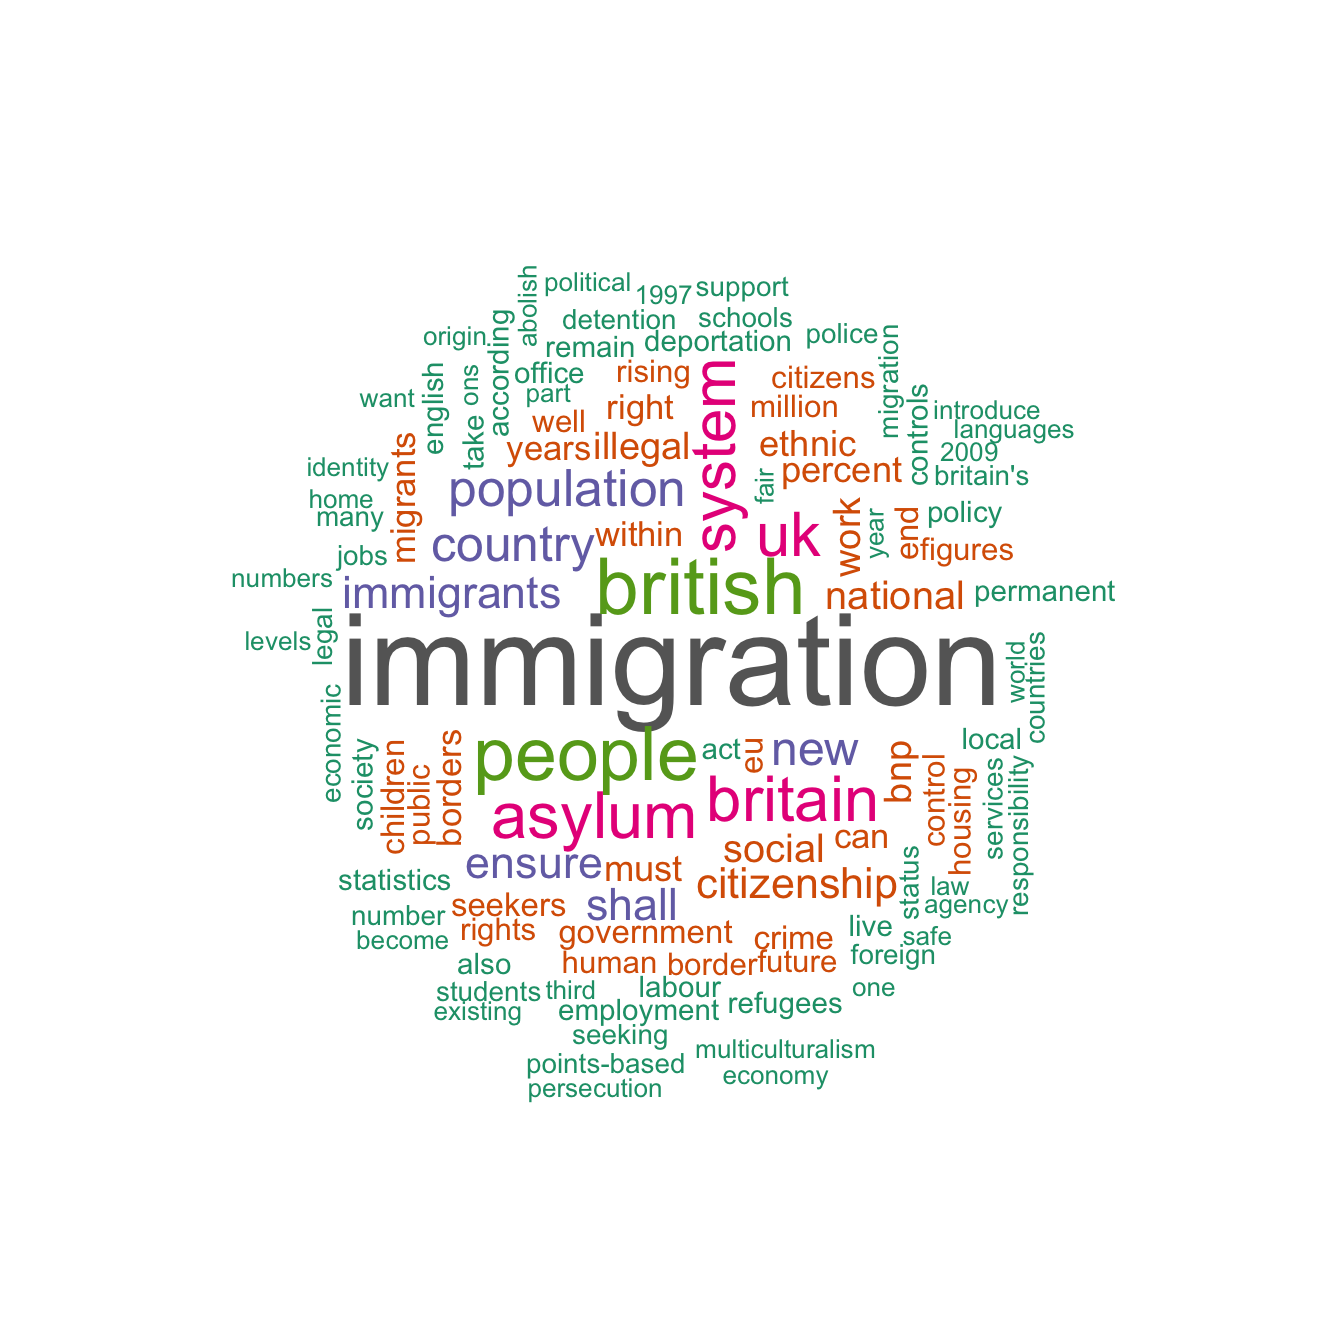 abolish
political
1997
support
detention
schools
origin
according
remain
deportation
police
migration
want
english
ons
office
rising
citizens
part
right
million
controls
introduce
languages
take
well
years
illegal
system
ethnic
2009
identity
migrants
population
fair
percent
britain's
home
many
country
within
uk
work
year
end
policy
jobs
figures
numbers
immigrants
british
national
permanent
levels
legal
immigration
world
countries
economic
society
children
public
borders
people
act
eu
new
bnp
control
local
housing
services
responsibility
asylum
britain
social
can
ensure
must
citizenship
status
law
statistics
agency
number
seekers
shall
become
rights
government
crime
live
safe
also
human
border
future
foreign
students
third
labour
one
existing
employment
refugees
seeking
points-based
multiculturalism
persecution
economy